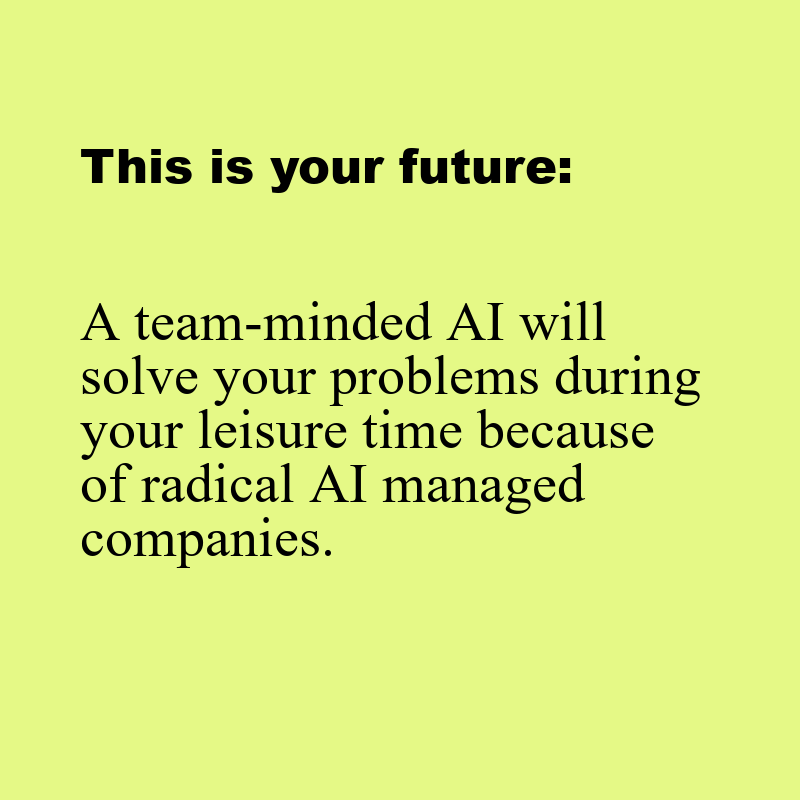 This is your future:
A team-minded AI will
solve your problems during
your leisure time because
of radical AI managed
companies.